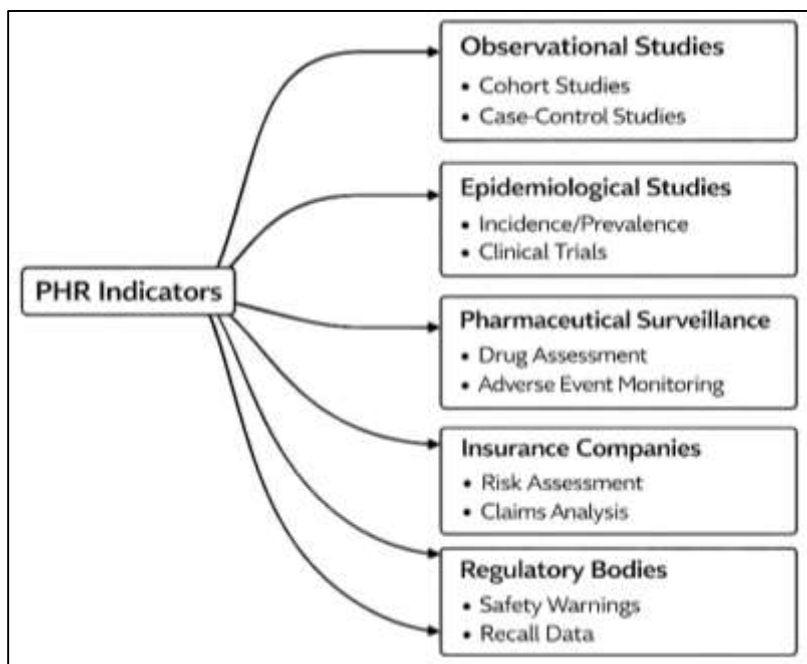 Observational Studies
• Cohort Studies
• Case-Control Studies
Epidemiological Studies
• Incidence/Prevalence
• Clinical Trials
PHR Indicators
Pharmaceutical Surveillance
• Drug Assessment
• Adverse Event Monitoring
Insurance Companies
• Risk Assessment
• Claims Analysis
Regulatory Bodies
• Safety Warnings
• Recall Data